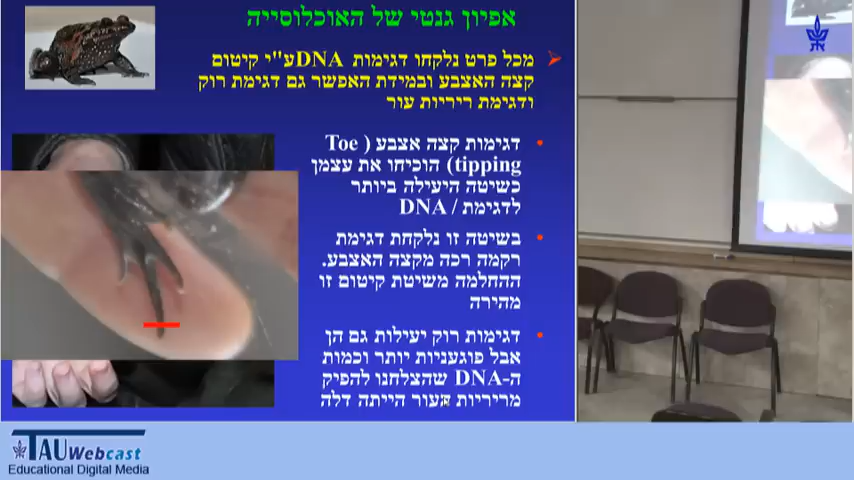 אפיון גנטי של האוכלוסייה
מכל פרט נלקחו דגימות DNAע"י קיטום
קצה האצבע ובמידת האפשר גם דגימת רוק
ודגימת ריריות עור
דגימות קצה אצבע ( Toe
tipping) הוכיחו את עצמן
כשיטה היעילה ביותר
לדגימת / DNA
בשיטה זו נלקחת דגימת
רקמה רכה מקצה האצבע.
ההחלמה משיטת קיטום זו
מהירה
דגימות רוק יעילות גם הן
אבל פוגעניות יותר וכמות
ה-DNA שהצלחנו להפיק
מריריות העור הייתה דלה
TAU Webcast
Educational Digital Media